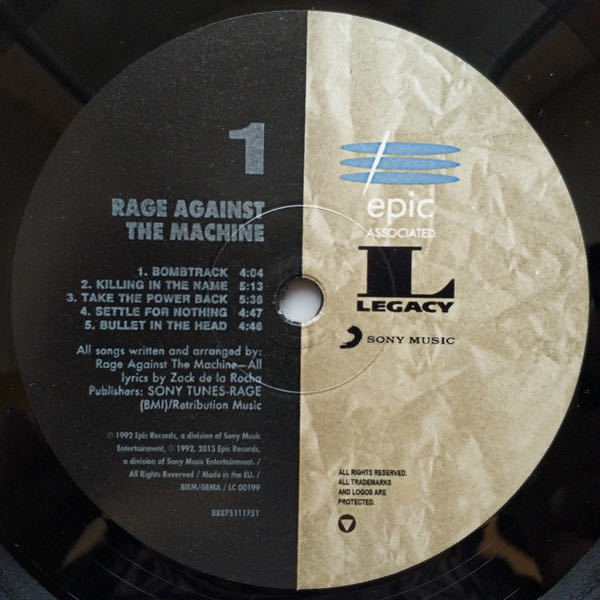 1
RAGE AGAINST
THE MACHINE
1. BOMBTRACK 4:04
2. KILLING IN THE NAME 5:13
3. TAKE THE POWER BACK 5:36
4. SETTLE FOR NOTHING 4:47
5. BULLET IN THE HEAD 4:46
All songs written and arranged by:
Rage Against The Machine—All
lyrics by Zack de la Rocha
Publishers: SONY TUNES-RAGE
(BMI)/Retribution Music
℗ 1992 Epic Records, a division of Sony Music
Entertainment, © 1992, 2015 Epic Records,
a division of Sony Music Entertainment. /
All Rights Reserved / Made in the EU. /
BIEM/GEMA / LC 00199
88875111751
epic
ASSOCIATED
L
LEGACY
SONY MUSIC
ALL RIGHTS RESERVED.
ALL TRADEMARKS
AND LOGOS ARE
PROTECTED.